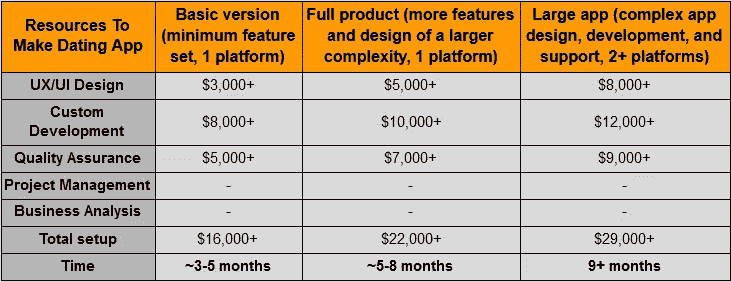 Resources To
Make Dating App
Basic version
(minimum feature
set, 1 platform)
Full product (more features
and design of a larger
complexity, 1 platform)
Large app (complex app
design, development, and
support, 2+ platforms)
UX/UI Design
$3,000+
$5,000+
$8,000+
Custom
Development
$8,000+
$10,000+
$12,000+
Quality Assurance
$5,000+
$7,000+
$9,000+
Project Management
-
-
-
Business Analysis
-
-
-
Total setup
$16,000+
$22,000+
$29,000+
Time
~3-5 months
~5-8 months
9+ months